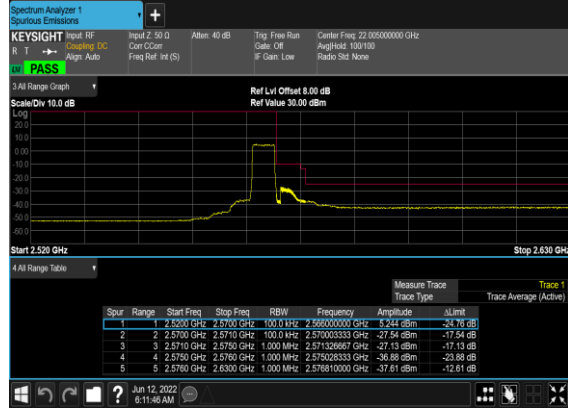 Spectrum Analyzer 1
Spurious Emissions
+
KEYSIGHT Input: RF Input Z: 50 Ω Atten: 40 dB Trig: Free Run Center Freq: 22.005000000 GHz
R T Coupling: DC Corr CCorr Gate: Off Avg|Hold: 100/100
Align: Auto Freq Ref: Int (S) IF Gain: Low Radio Std: None
LV PASS
3 All Range Graph
Ref Lvl Offset 8.00 dB
Scale/Div 10.0 dB Ref Value 30.00 dBm
Log
20.0
10.0
0.00
-10.0
-20.0
-30.0
-40.0
-50.0
-60.0
Start 2.520 GHz Stop 2.630 GHz
4 All Range Table
Measure Trace Trace 1
Trace Type Trace Average (Active)
Spur Range Start Freq Stop Freq RBW Frequency Amplitude ΔLimit
1 1 2.5200 GHz 2.5700 GHz 100.0 kHz 2.566000000 GHz 5.244 dBm -24.76 dB
2 2 2.5700 GHz 2.5710 GHz 100.0 kHz 2.570003333 GHz -27.54 dBm -17.54 dB
3 3 2.5710 GHz 2.5750 GHz 1.000 MHz 2.571326667 GHz -27.13 dBm -17.13 dB
4 4 2.5750 GHz 2.5760 GHz 1.000 MHz 2.575028333 GHz -36.88 dBm -23.88 dB
5 5 2.5760 GHz 2.6300 GHz 1.000 MHz 2.576810000 GHz -37.61 dBm -12.61 dB
? Jun 12, 2022
6:11:46 AM